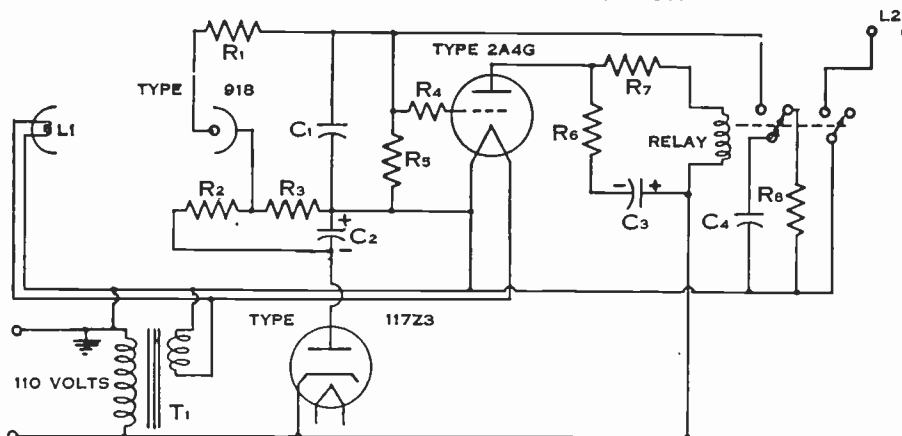 L2
R1
TYPE 2A4G
TYPE 918
R4
R7
L1
C1
R6
R5
RELAY
R2
R3
R8
- +
C3
C4
+
C2
-
TYPE 117Z3
110 VOLTS
T1